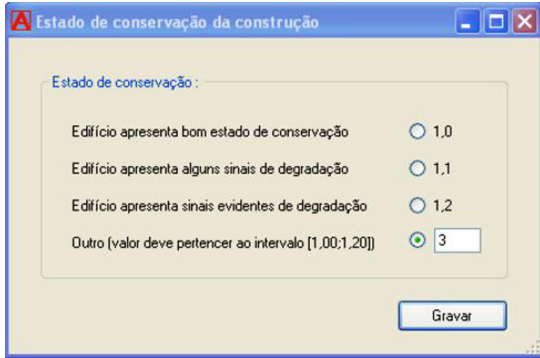 Estado de conservação da construção
Estado de conservação :
Edifício apresenta bom estado de conservação 1,0
Edifício apresenta alguns sinais de degradação 1,1
Edifício apresenta sinais evidentes de degradação 1,2
Outro (valor deve pertencer ao intervalo [1,00;1,20]) 3
Gravar